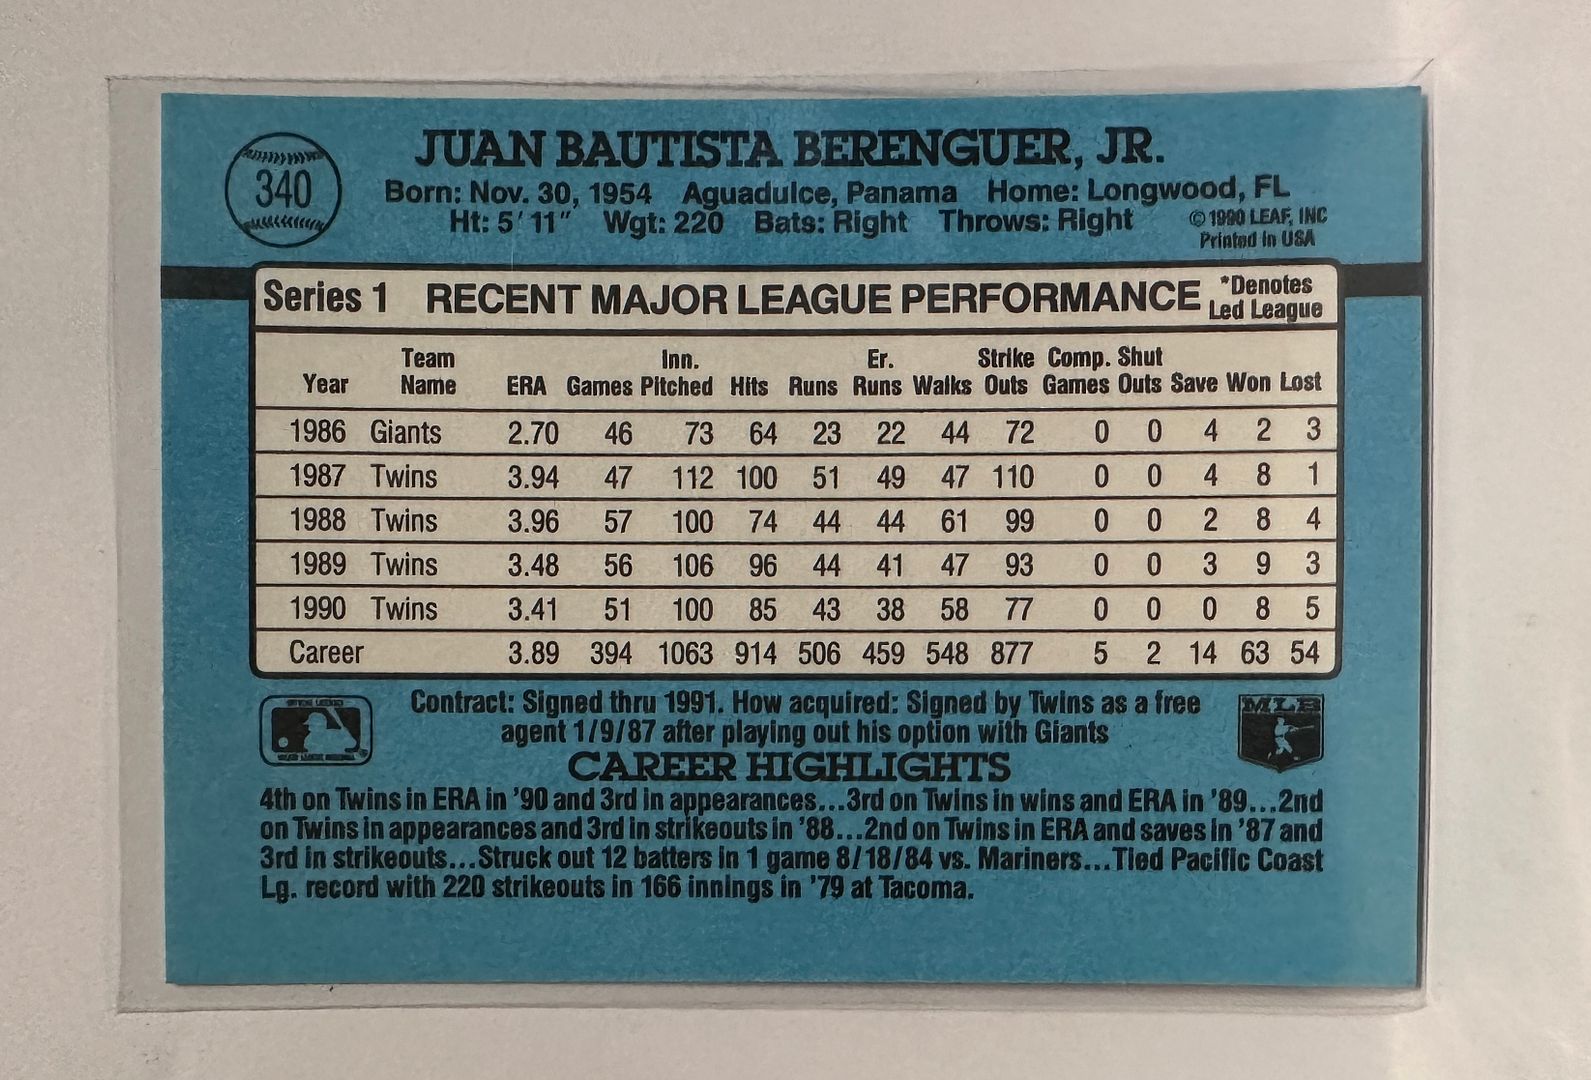 340
JUAN BAUTISTA BERENGUER, JR.
Born: Nov. 30, 1954 Aguadulce, Panama Home: Longwood, FL
Ht: 5' 11" Wgt: 220 Bats: Right Throws: Right
© 1990 LEAF, INC
Printed in USA
Series 1 RECENT MAJOR LEAGUE PERFORMANCE
*Denotes
Led League
Year Team Name ERA Games Inn. Pitched Hits Runs Er. Runs Walks Strike Outs Comp. Games Shut Outs Save Won Lost
1986 Giants 2.70 46 73 64 23 22 44 72 0 0 4 2 3
1987 Twins 3.94 47 112 100 51 49 47 110 0 0 4 8 1
1988 Twins 3.96 57 100 74 44 44 61 99 0 0 2 8 4
1989 Twins 3.48 56 106 96 44 41 47 93 0 0 3 9 3
1990 Twins 3.41 51 100 85 43 38 58 77 0 0 0 8 5
Career 3.89 394 1063 914 506 459 548 877 5 2 14 63 54
Contract: Signed thru 1991. How acquired: Signed by Twins as a free
agent 1/9/87 after playing out his option with Giants
MLB
CAREER HIGHLIGHTS
4th on Twins in ERA in '90 and 3rd in appearances...3rd on Twins in wins and ERA in '89...2nd
on Twins in appearances and 3rd in strikeouts in '88...2nd on Twins in ERA and saves in '87 and
3rd in strikeouts...Struck out 12 batters in 1 game 8/18/84 vs. Mariners...Tied Pacific Coast
Lg. record with 220 strikeouts in 166 innings in '79 at Tacoma.